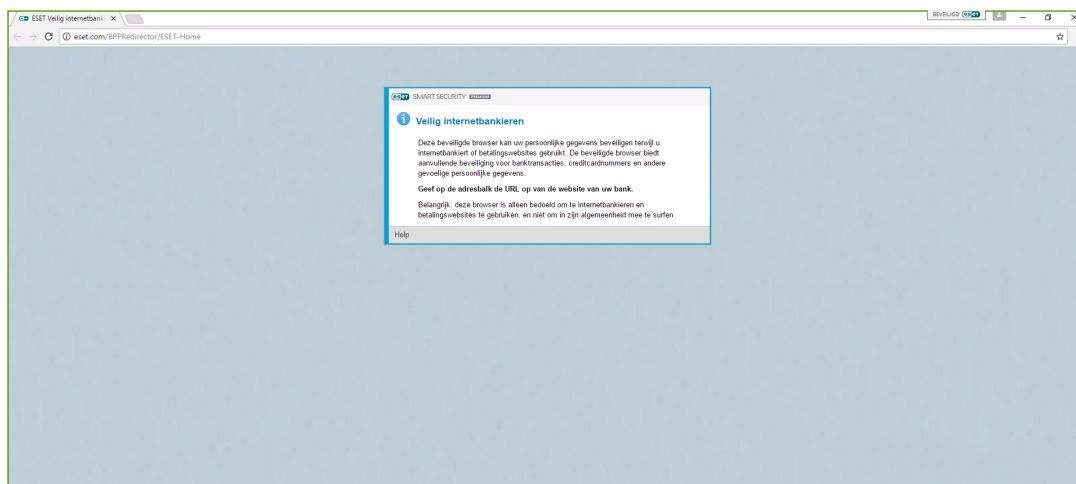 ESET Veilig internetbanki
BEVEILIGD eset
eset.com/BPPRedirector/ESET-Home
eset SMART SECURITY
Veilig internetbankieren
Deze beveiligde browser kan uw persoonlijke gegevens beveiligen terwijl u
internetbankiert of betalingswebsites gebruikt. De beveiligde browser biedt
aanvullende beveiliging voor banktransacties, creditcardnummers en andere
gevoelige persoonlijke gegevens.
Geef op de adresbalk de URL op van de website van uw bank.
Belangrijk: deze browser is alleen bedoeld om te internetbankieren en
betalingswebsites te gebruiken, en niet om in zijn algemeenheid mee te surfen.
Help